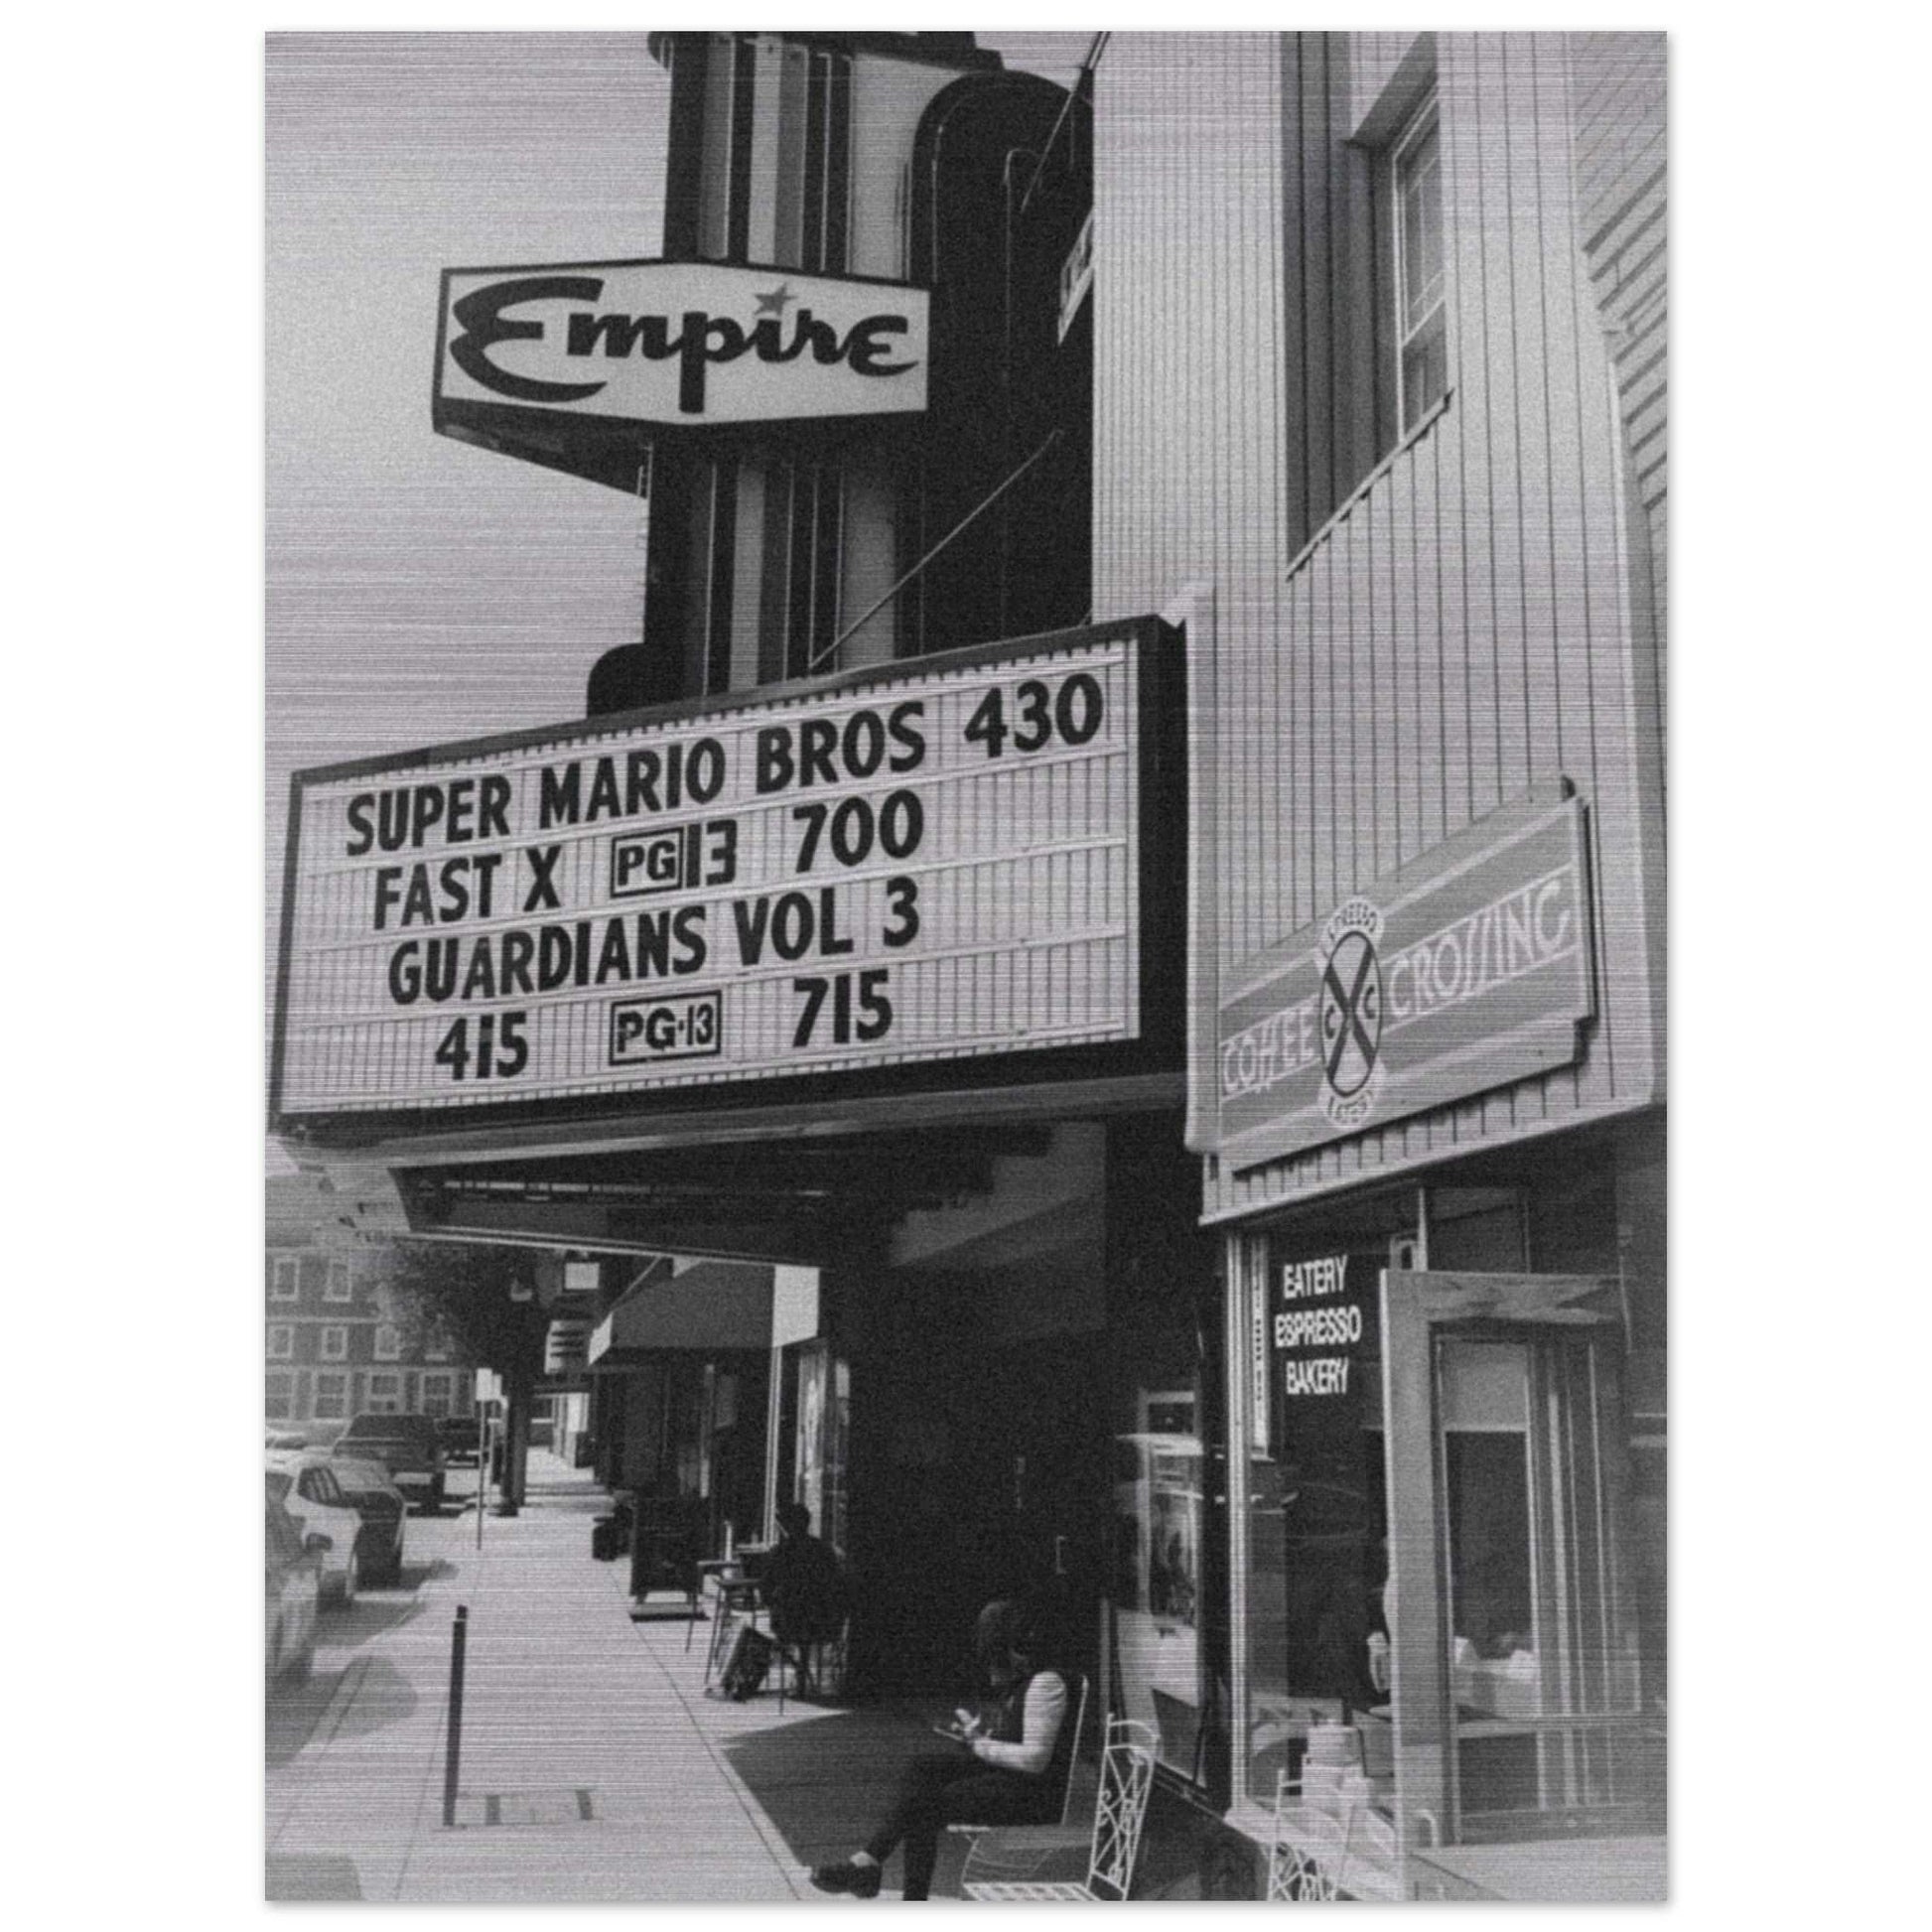 Empire
SUPER MARIO BROS 430
FAST X PG 13 700
GUARDIANS VOL 3
415 PG-13 715
COFFEE CROSSING
C C
EATERY
ESPRESSO
BAKERY